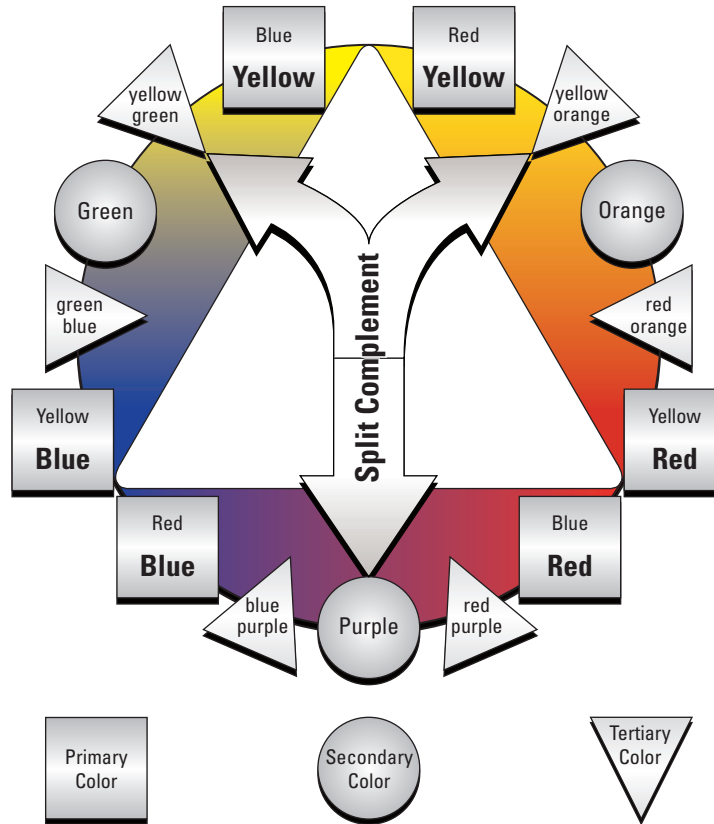 Blue
Yellow
Red
Yellow
yellow
green
yellow
orange
Green
Orange
green
blue
red
orange
Split Complement
Yellow
Blue
Yellow
Red
Red
Blue
Blue
Red
blue
purple
Purple
red
purple
Primary
Color
Secondary
Color
Tertiary
Color